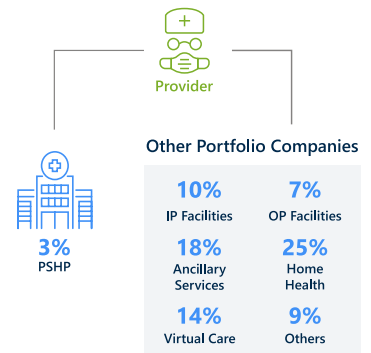 Provider
Other Portfolio Companies
10%
IP Facilities
7%
OP Facilities
3%
PSHP
18%
Ancillary
Services
25%
Home
Health
14%
Virtual Care
9%
Others